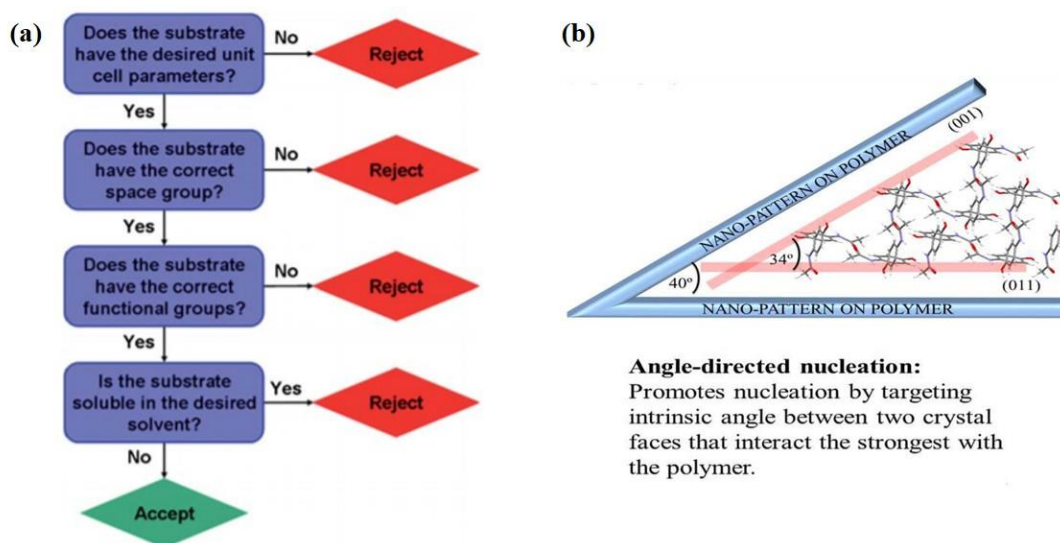 (a)
Does the substrate
have the desired unit
cell parameters?
No
Reject
Yes
Does the substrate
have the correct
space group?
No
Reject
Yes
Does the substrate
have the correct
functional groups?
No
Reject
Yes
Is the substrate
soluble in the desired
solvent?
Yes
Reject
No
Accept
(b)
NANO-PATTERN ON POLYMER
(001)
34º
40º
(011)
NANO-PATTERN ON POLYMER
Angle-directed nucleation:
Promotes nucleation by targeting
intrinsic angle between two crystal
faces that interact the strongest with
the polymer.